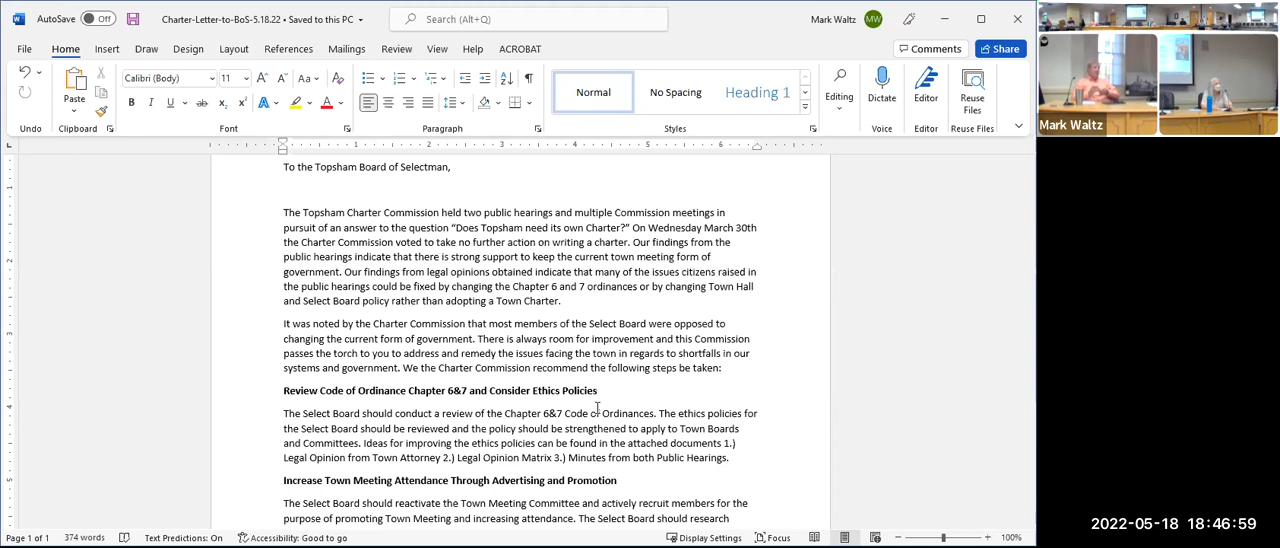 AutoSave Off Charter-Letter-to-BoS-5.18.22 • Saved to this PC Search (Alt+Q) Mark Waltz MW
File Home Insert Draw Design Layout References Mailings Review View Help ACROBAT Comments Share
Calibri (Body) 11 Aa
Paste
Normal No Spacing Heading 1
Editing Dictate Editor Reuse Files
Undo Clipboard Font Paragraph Styles Voice Editor Reuse Files
Mark Waltz
1 2 3 4 5 6
To the Topsham Board of Selectman,
The Topsham Charter Commission held two public hearings and multiple Commission meetings in
pursuit of an answer to the question “Does Topsham need its own Charter?” On Wednesday March 30th
the Charter Commission voted to take no further action on writing a charter. Our findings from the
public hearings indicate that there is strong support to keep the current town meeting form of
government. Our findings from legal opinions obtained indicate that many of the issues citizens raised in
the public hearings could be fixed by changing the Chapter 6 and 7 ordinances or by changing Town Hall
and Select Board policy rather than adopting a Town Charter.
It was noted by the Charter Commission that most members of the Select Board were opposed to
changing the current form of government. There is always room for improvement and this Commission
passes the torch to you to address and remedy the issues facing the town in regards to shortfalls in our
systems and government. We the Charter Commission recommend the following steps be taken:
Review Code of Ordinance Chapter 6&7 and Consider Ethics Policies
The Select Board should conduct a review of the Chapter 6&7 Code of Ordinances. The ethics policies for
the Select Board should be reviewed and the policy should be strengthened to apply to Town Boards
and Committees. Ideas for improving the ethics policies can be found in the attached documents 1.)
Legal Opinion from Town Attorney 2.) Legal Opinion Matrix 3.) Minutes from both Public Hearings.
Increase Town Meeting Attendance Through Advertising and Promotion
The Select Board should reactivate the Town Meeting Committee and actively recruit members for the
purpose of promoting Town Meeting and increasing attendance. The Select Board should research
Page 1 of 1 374 words Text Predictions: On Accessibility: Good to go Display Settings Focus 100%
2022-05-18 18:46:59